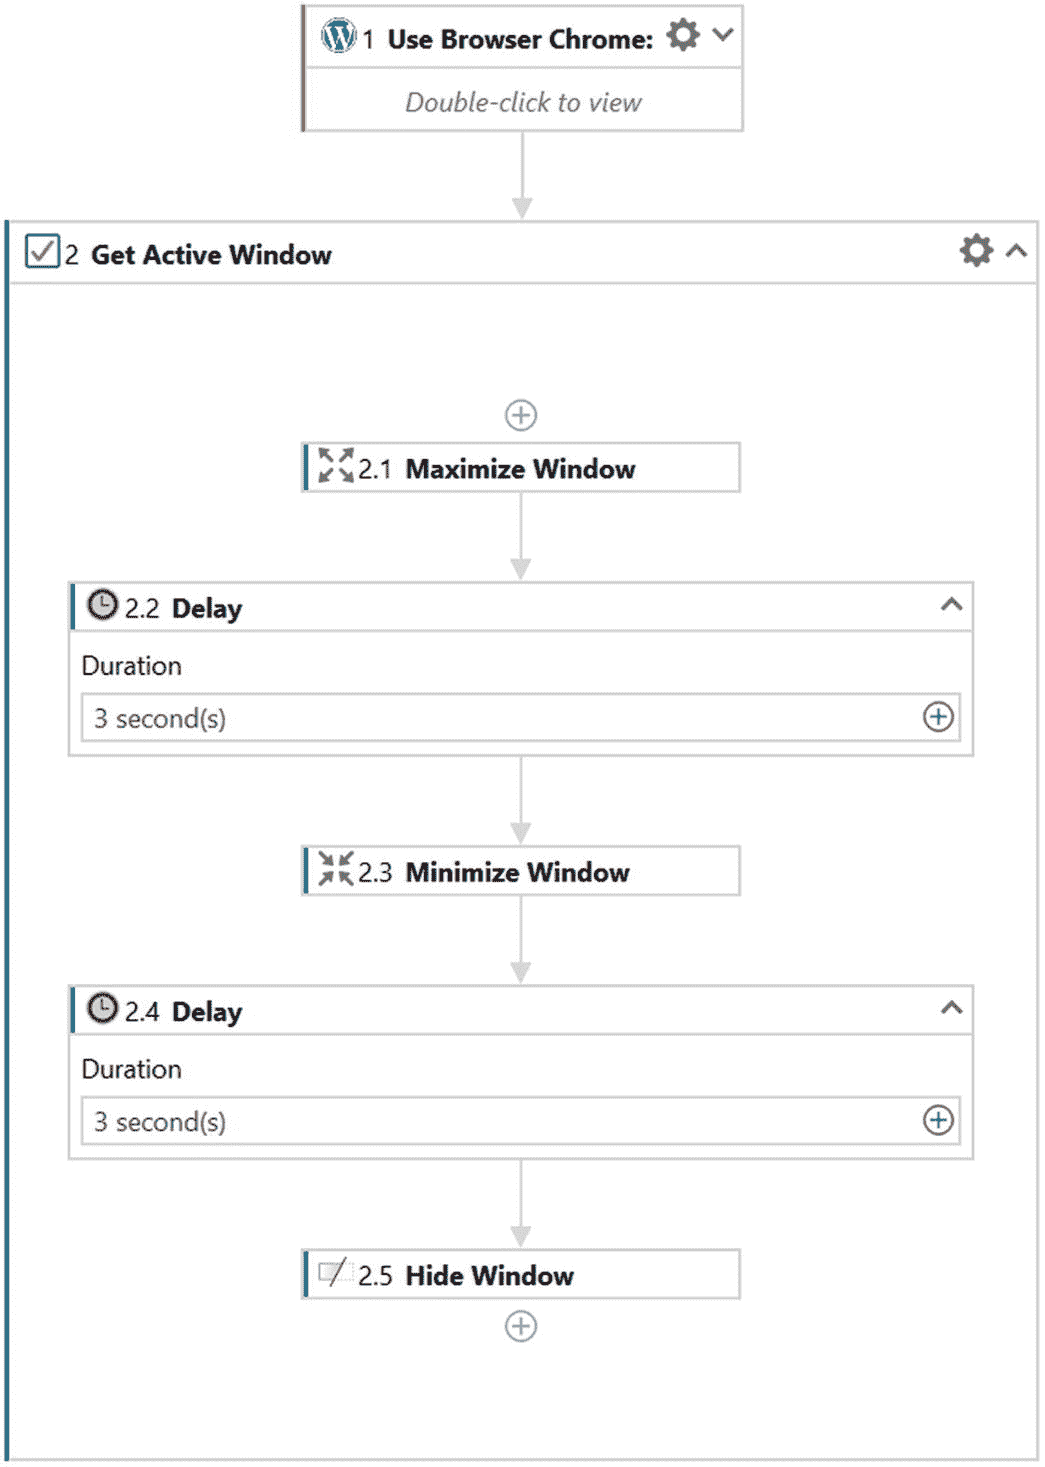 1 Use Browser Chrome:
Double-click to view
2 Get Active Window
2.1 Maximize Window
2.2 Delay
Duration
3 second(s)
2.3 Minimize Window
2.4 Delay
Duration
3 second(s)
2.5 Hide Window